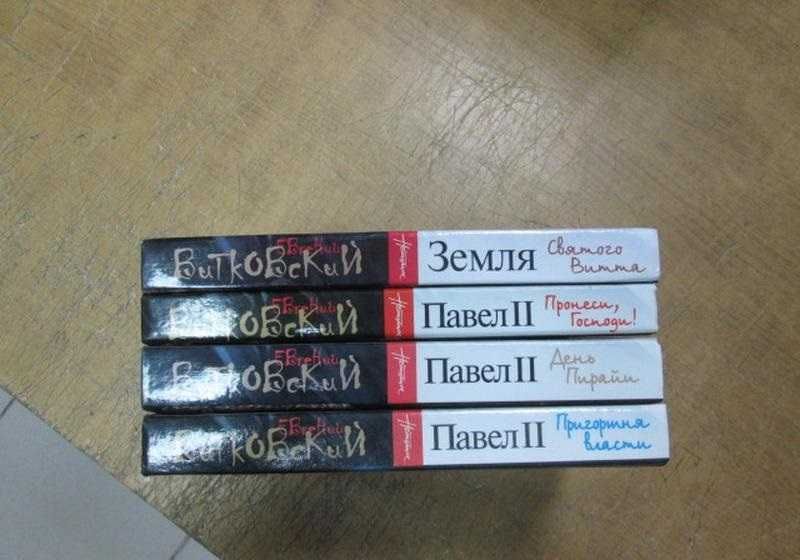 Евгений
Витковский
Земля
Святого
Витта
Евгений
Витковский
Павел II
Пронеси,
Господи!
Евгений
Витковский
Павел II
День
Пирайи
Евгений
Витковский
Павел II
Пригоршня
власти